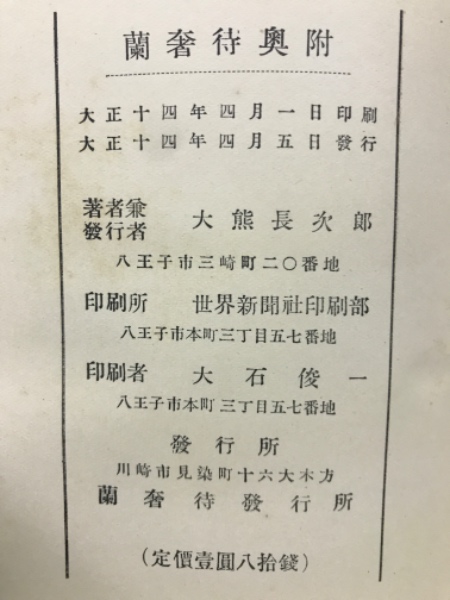 蘭奢待奧附
大正十四年四月一日印刷
大正十四年四月五日發行
著者兼
發行者 大熊長次郎
八王子市三崎町二〇番地
印刷所 世界新聞社印刷部
八王子市本町三丁目五七番地
印刷者 大石俊一
八王子市本町三丁目五七番地
發行所
川崎市見染町十六大木方
蘭奢待發行所
(定價壹圓八拾錢)